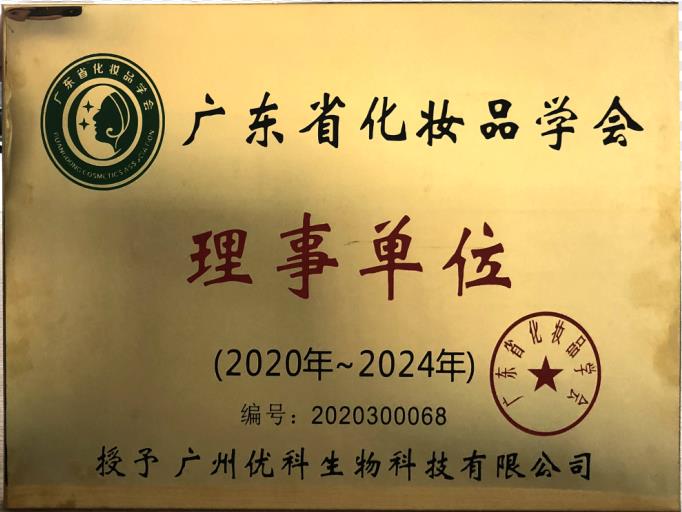 广东省化妆品学会
GUANGDONG COSMETICS ASSOCIATION
广东省化妆品学会
理事单位
(2020年~2024年)
广东省化妆品学会
编号：2020300068
授予 广州优科生物科技有限公司